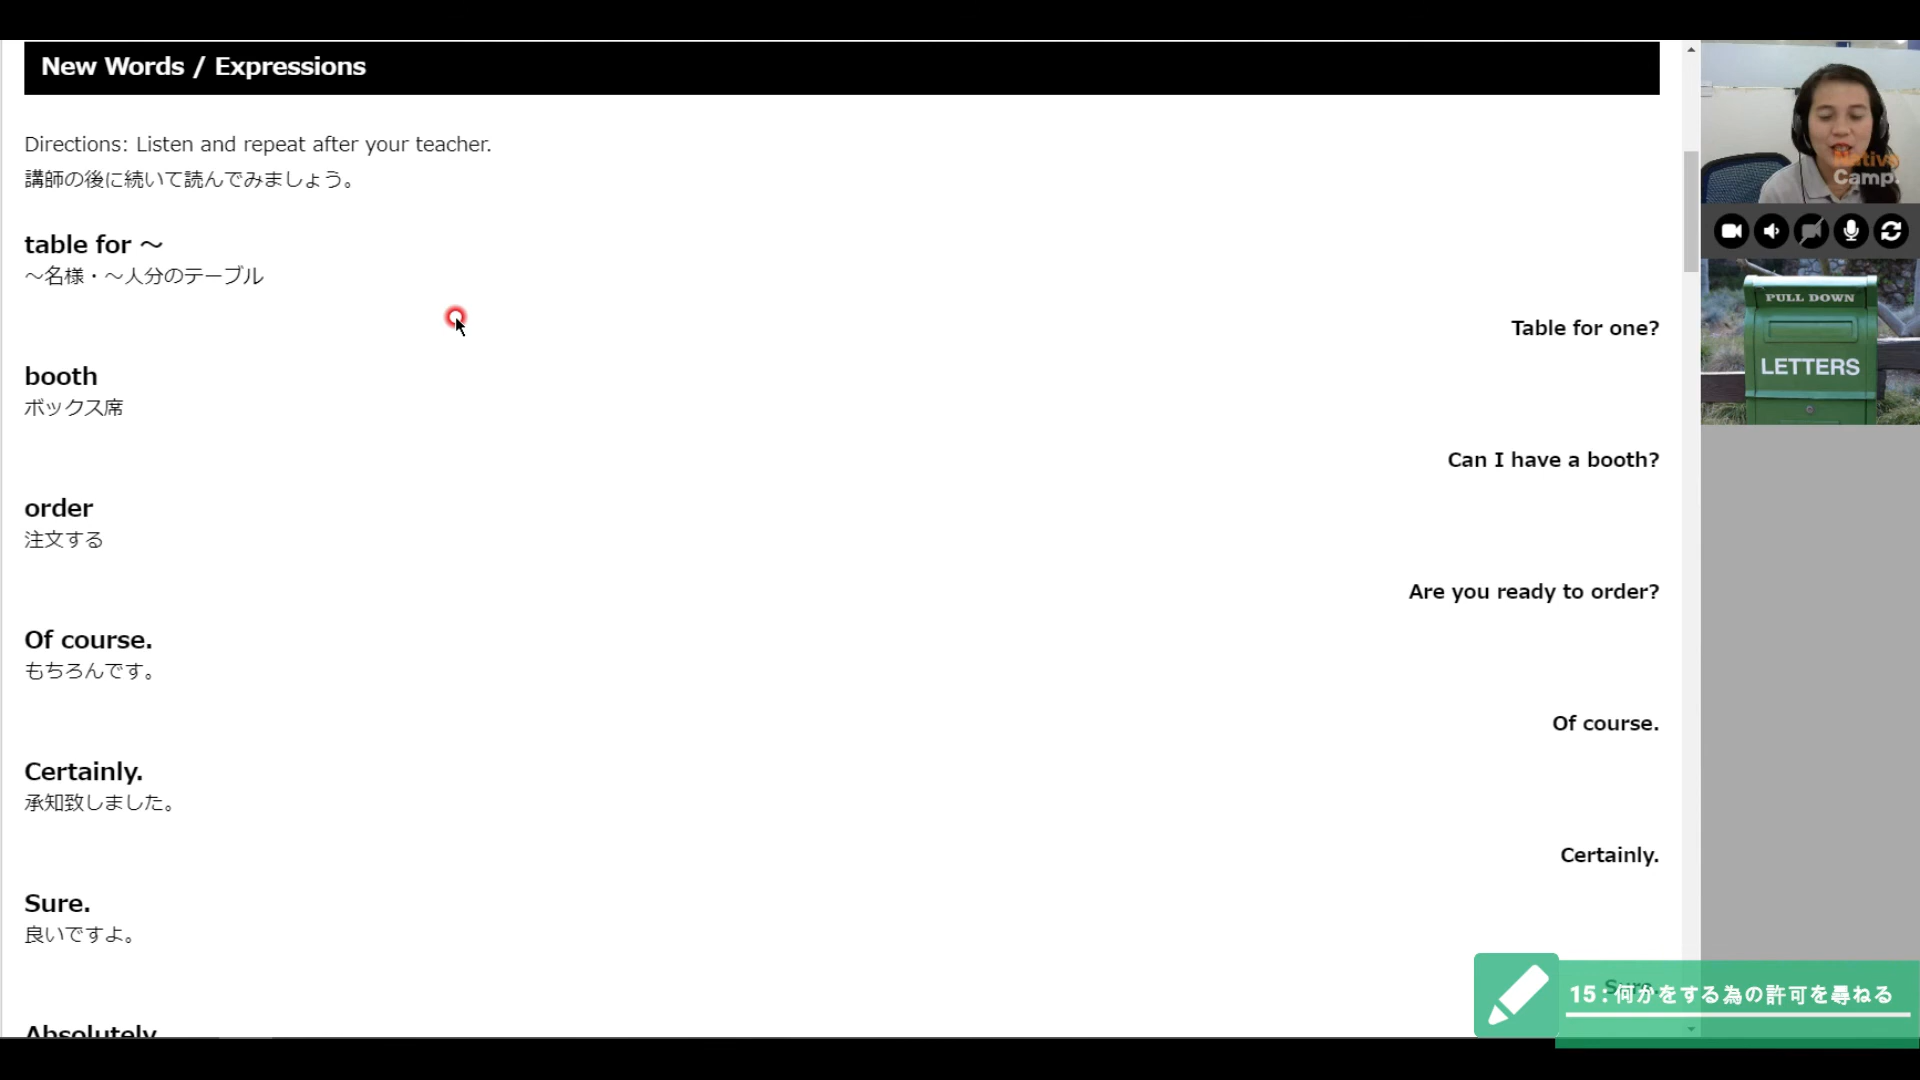 New Words / Expressions
Directions: Listen and repeat after your teacher.
講師の後に続いて読んでみましょう。
table for ～
～名様・～人分のテーブル
Table for one?
booth
ボックス席
Can I have a booth?
order
注文する
Are you ready to order?
Of course.
もちろんです。
Of course.
Certainly.
承知致しました。
Certainly.
Sure.
良いですよ。
Sure.
Absolutely
Native
Camp.
PULL DOWN
LETTERS
15：何かをする為の許可を尋ねる